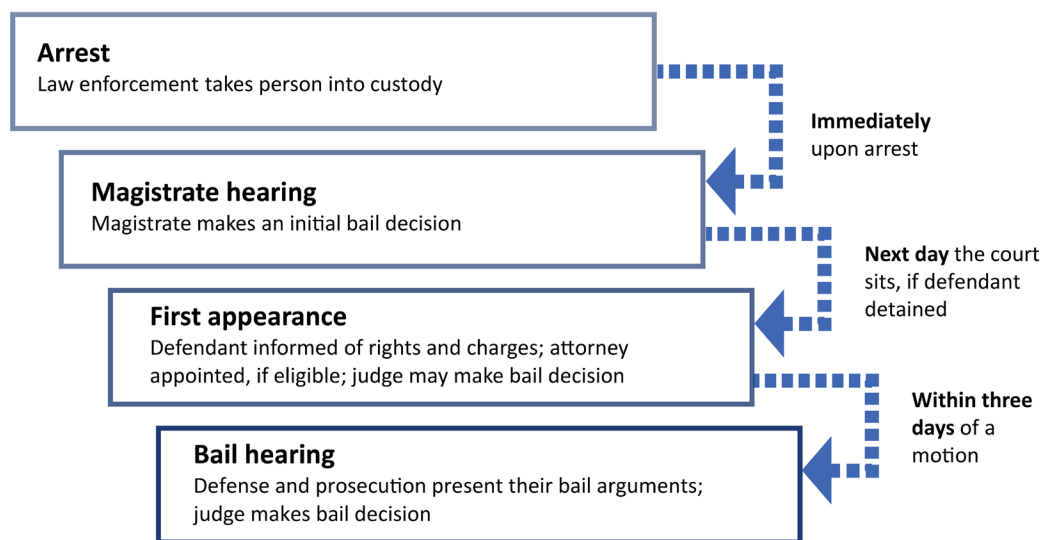 Arrest
Law enforcement takes person into custody
Immediately
upon arrest
Magistrate hearing
Magistrate makes an initial bail decision
Next day the court
sits, if defendant
detained
First appearance
Defendant informed of rights and charges; attorney
appointed, if eligible; judge may make bail decision
Within three
days of a
motion
Bail hearing
Defense and prosecution present their bail arguments;
judge makes bail decision